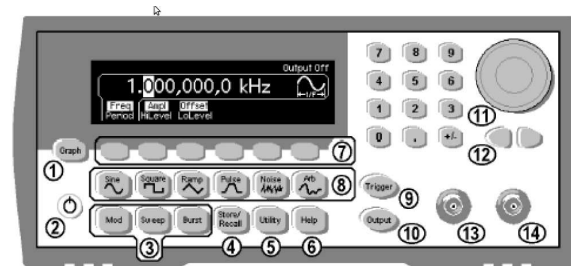 Output Off
1.000,000,0 kHz
1/F
Freq Ampl Offset
Period HiLevel LoLevel
7 8 9
4 5 6
1 2 3
0 . +/-
11
12
Graph
1
7
Sine Square Ramp Pulse Noise Arb
8
2
Mod Sweep Burst Store/Recall Utility Help
Trigger
9
Output
10
3
4
5
6
13
14